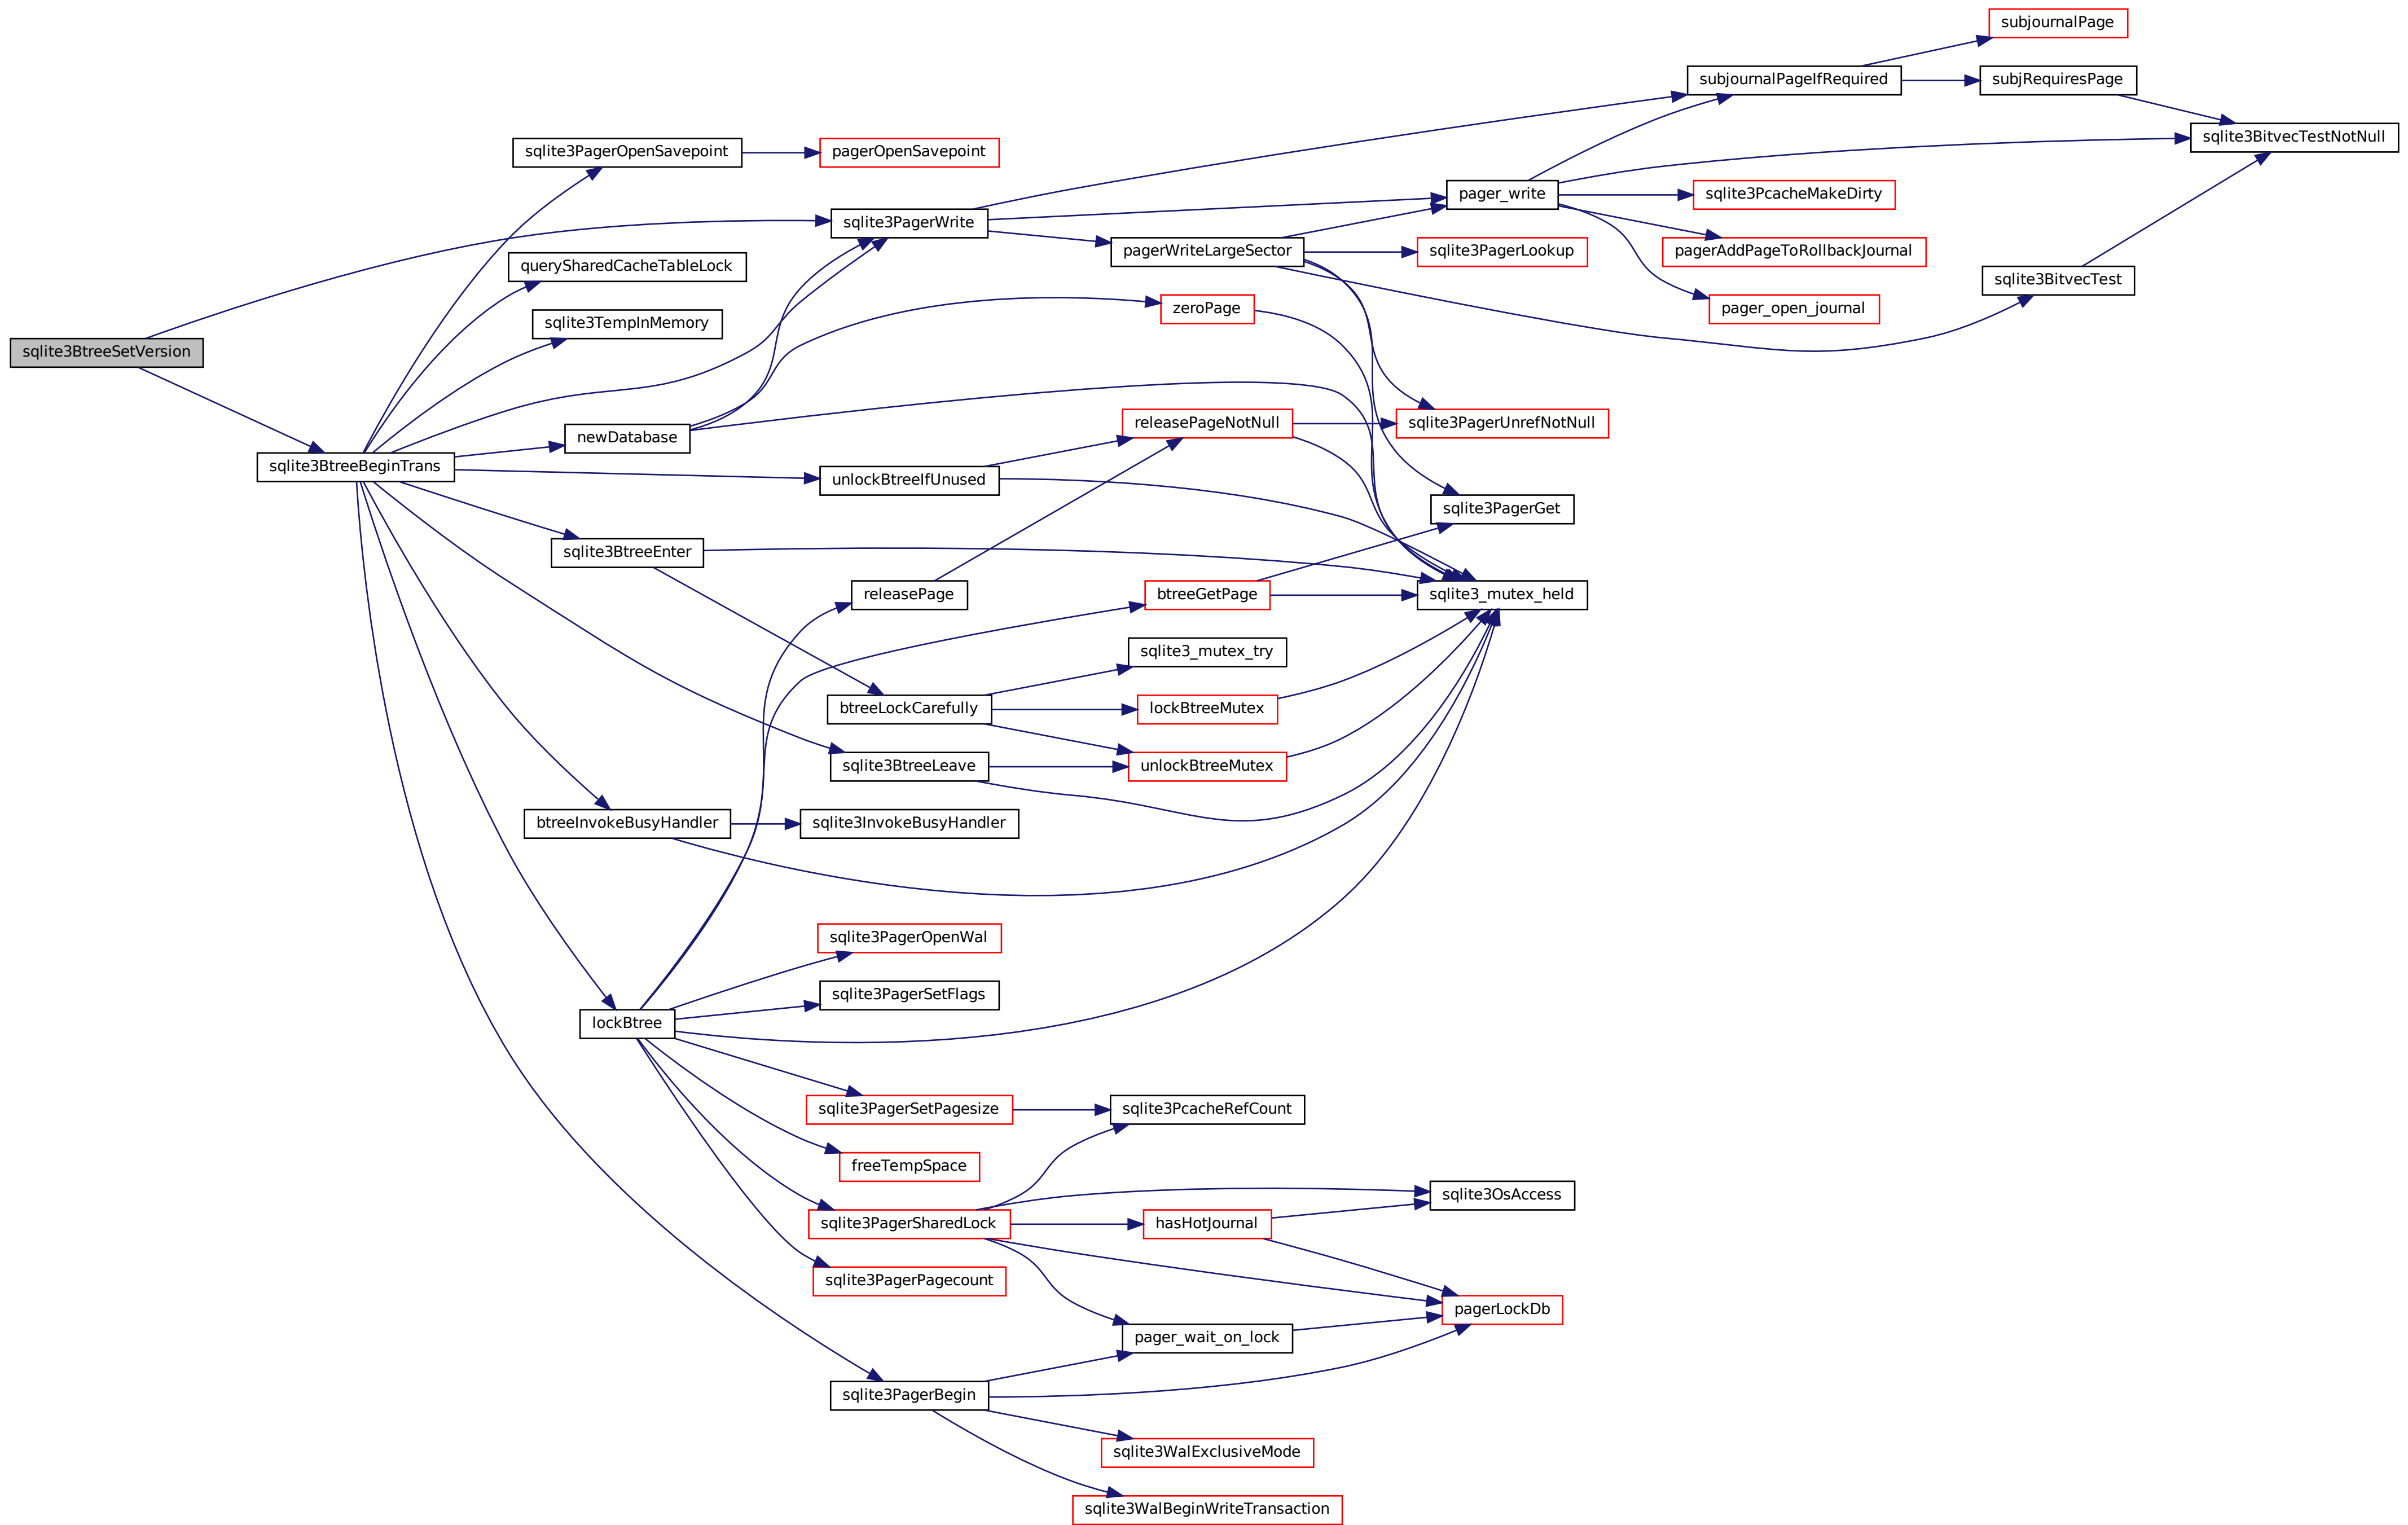 subjournalPage
subjournalPageIfRequired
subjRequiresPage
sqlite3BitvecTestNotNull
sqlite3PagerOpenSavepoint
pagerOpenSavepoint
pager_write
sqlite3PcacheMakeDirty
sqlite3PagerWrite
pagerWriteLargeSector
sqlite3PagerLookup
pagerAddPageToRollbackJournal
querySharedCacheTableLock
sqlite3BitvecTest
zeroPage
pager_open_journal
sqlite3TempInMemory
sqlite3BtreeSetVersion
releasePageNotNull
sqlite3PagerUnrefNotNull
newDatabase
sqlite3BtreeBeginTrans
unlockBtreeIfUnused
sqlite3PagerGet
sqlite3BtreeEnter
releasePage
btreeGetPage
sqlite3_mutex_held
sqlite3_mutex_try
btreeLockCarefully
lockBtreeMutex
sqlite3BtreeLeave
unlockBtreeMutex
btreeInvokeBusyHandler
sqlite3InvokeBusyHandler
sqlite3PagerOpenWal
sqlite3PagerSetFlags
lockBtree
sqlite3PagerSetPagesize
sqlite3PcacheRefCount
freeTempSpace
sqlite3OsAccess
sqlite3PagerSharedLock
hasHotJournal
sqlite3PagerPagecount
pagerLockDb
pager_wait_on_lock
sqlite3PagerBegin
sqlite3WalExclusiveMode
sqlite3WalBeginWriteTransaction